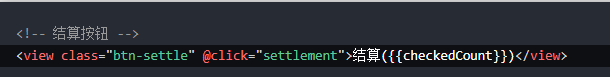 <!-- 结算按钮 -->
<view class="btn-settle" @click="settlement">结算({{checkedCount}})</view>